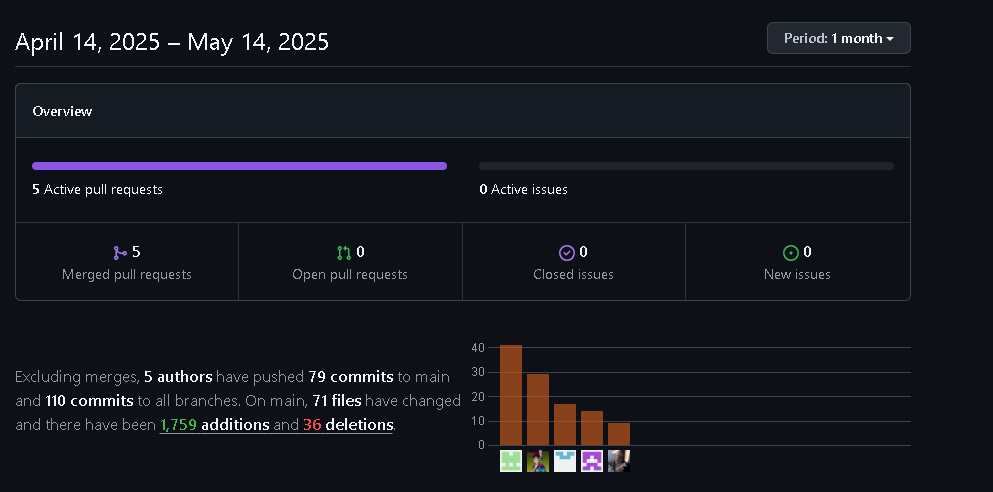 April 14, 2025 – May 14, 2025
Period: 1 month
Overview
5 Active pull requests
0 Active issues
5
Merged pull requests
0
Open pull requests
0
Closed issues
0
New issues
Excluding merges, 5 authors have pushed 79 commits to main
and 110 commits to all branches. On main, 71 files have changed
and there have been 1,759 additions and 36 deletions.
40
30
20
10
0